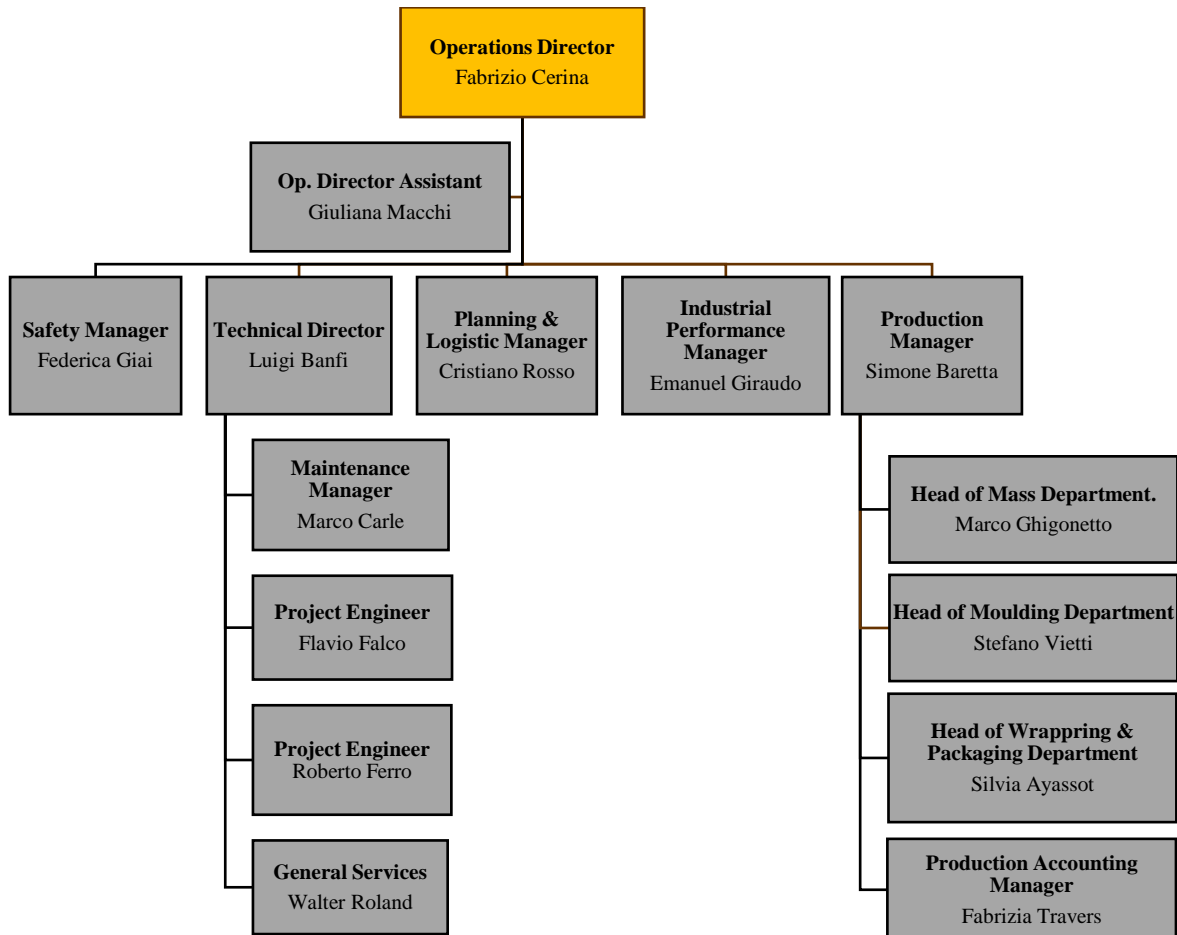 Operations Director
Fabrizio Cerina
Op. Director Assistant
Giuliana Macchi
Safety Manager
Federica Giai
Technical Director
Luigi Banfi
Planning &
Logistic Manager
Cristiano Rosso
Industrial
Performance
Manager
Emanuel Giraudo
Production
Manager
Simone Baretta
Maintenance
Manager
Marco Carle
Project Engineer
Flavio Falco
Project Engineer
Roberto Ferro
General Services
Walter Roland
Head of Mass Department.
Marco Ghigonetto
Head of Moulding Department
Stefano Vietti
Head of Wrappring &
Packaging Department
Silvia Ayassot
Production Accounting
Manager
Fabrizia Travers